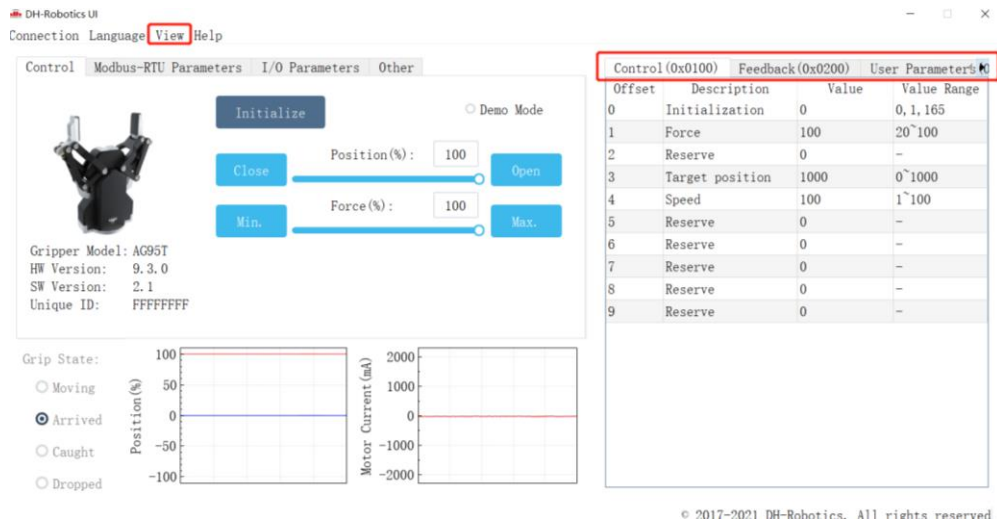 DH-Robotics UI
Connection Language View Help
Control Modbus-RTU Parameters I/O Parameters Other
Initialize
Demo Mode
Position(%): 100
Close
Open
Force(%): 100
Min.
Max.
Gripper Model: AG95T
HW Version: 9.3.0
SW Version: 2.1
Unique ID: FFFFFFFF
Grip State:
Moving
Arrived
Caught
Dropped
Position(%)
100
50
0
-50
-100
Motor Current(mA)
2000
1000
0
-1000
-2000
Control(0x0100) Feedback(0x0200) User Parameters
Offset Description Value Value Range
0 Initialization 0 0,1,165
1 Force 100 20~100
2 Reserve 0 -
3 Target position 1000 0~1000
4 Speed 100 1~100
5 Reserve 0 -
6 Reserve 0 -
7 Reserve 0 -
8 Reserve 0 -
9 Reserve 0 -
© 2017-2021 DH-Robotics. All rights reserved